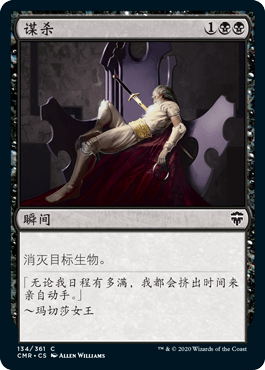 谋杀 1
瞬间
消灭目标生物。
「无论我日程有多满，我都会挤出时间来
亲自动手。」
～玛切莎女王
134/361 C
CMR • CS ALLEN WILLIAMS
™ & © 2020 Wizards of the Coast